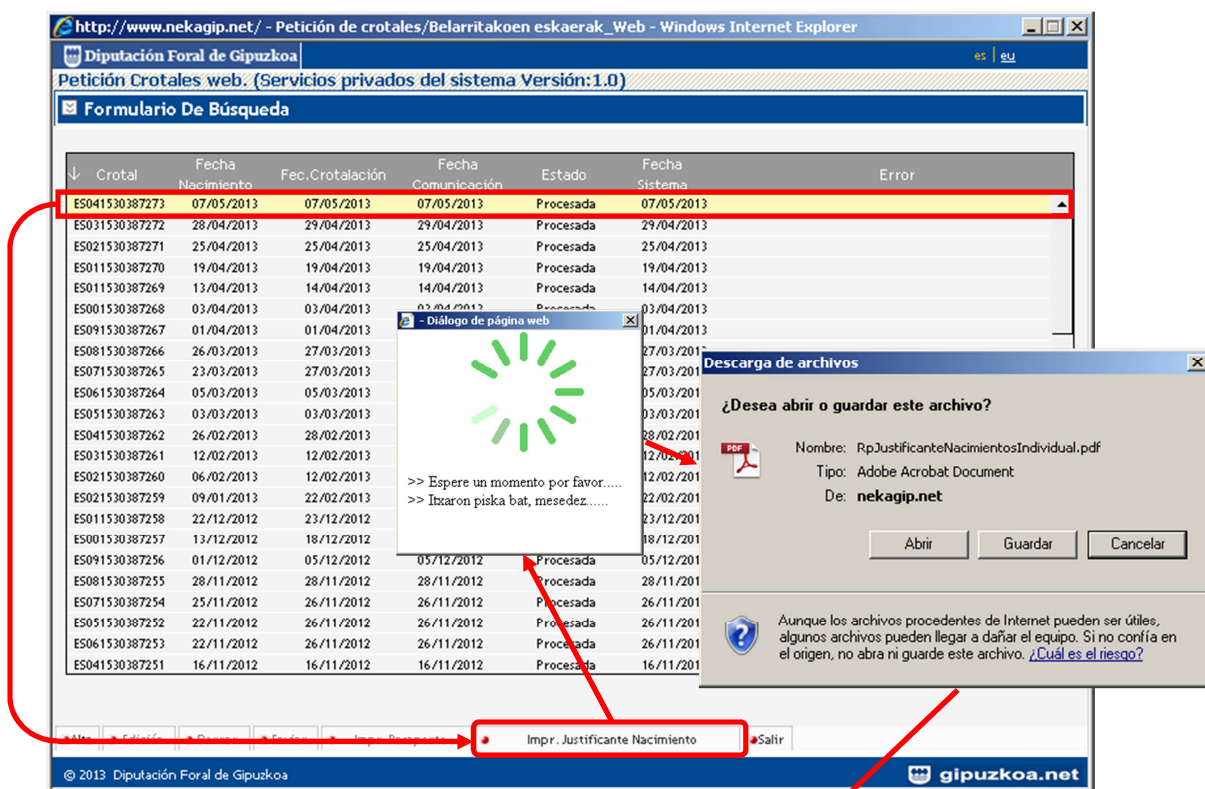 http://www.nekagip.net/ - Petición de crotales/Belarritakoen eskaerak_Web - Windows Internet Explorer
Diputación Foral de Gipuzkoa es | eu
Petición Crotales web. (Servicios privados del sistema Versión:1.0)
Formulario De Búsqueda
Crotal Fecha Nacimiento Fec.Crotalación Fecha Comunicación Estado Fecha Sistema Error
ES041530387273 07/05/2013 07/05/2013 07/05/2013 Procesada 07/05/2013
ES031530387272 28/04/2013 29/04/2013 29/04/2013 Procesada 29/04/2013
ES021530387271 25/04/2013 25/04/2013 25/04/2013 Procesada 25/04/2013
ES011530387270 19/04/2013 19/04/2013 19/04/2013 Procesada 19/04/2013
ES011530387269 13/04/2013 14/04/2013 14/04/2013 Procesada 14/04/2013
ES001530387268 03/04/2013 03/04/2013 03/04/2013 Procesada 03/04/2013
ES091530387267 01/04/2013 01/04/2013 01/04/2013
ES081530387266 26/03/2013 27/03/2013 27/03/2013
ES071530387265 23/03/2013 27/03/2013 27/03/201
ES061530387264 05/03/2013 05/03/2013 05/03/201
ES051530387263 03/03/2013 03/03/2013 03/03/201
ES041530387262 26/02/2013 28/02/2013 28/02/201
ES031530387261 12/02/2013 12/02/2013 12/02/201
ES021530387260 06/02/2013 12/02/2013 12/02/201
ES021530387259 09/01/2013 22/02/2013 22/02/201
ES011530387258 22/12/2012 23/12/2012 23/12/201
ES001530387257 13/12/2012 18/12/2012 18/12/201
ES091530387256 01/12/2012 05/12/2012 05/12/2012 Procesada 05/12/201
ES081530387255 28/11/2012 28/11/2012 28/11/2012 Procesada 28/11/201
ES071530387254 25/11/2012 26/11/2012 26/11/2012 Procesada 26/11/201
ES051530387252 22/11/2012 26/11/2012 26/11/2012 Procesada 26/11/201
ES061530387253 22/11/2012 26/11/2012 26/11/2012 Procesada 26/11/201
ES041530387251 16/11/2012 16/11/2012 16/11/2012 Procesada 16/11/201
- Diálogo de página web
>> Espere un momento por favor.....
>> Itxaron piska bat, mesedez......
Descarga de archivos
¿Desea abrir o guardar este archivo?
PDF
Nombre: RpJustificanteNacimientosIndividual.pdf
Tipo: Adobe Acrobat Document
De: nekagip.net
Abrir Guardar Cancelar
Aunque los archivos procedentes de Internet pueden ser útiles,
algunos archivos pueden llegar a dañar el equipo. Si no confía en
el origen, no abra ni guarde este archivo. ¿Cuál es el riesgo?
Impr. Justificante Nacimiento Salir
© 2013 Diputación Foral de Gipuzkoa gipuzkoa.net